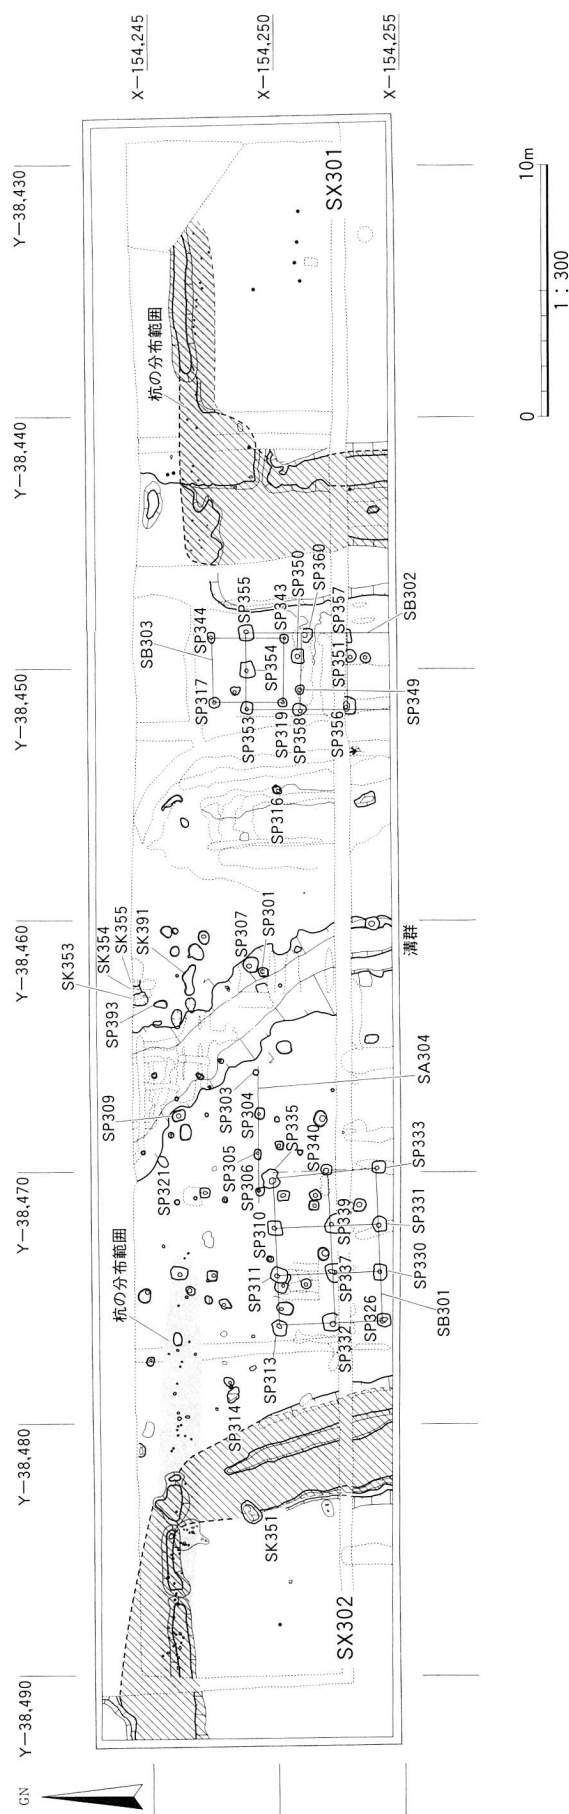 X－154,245
X－154,250
X－154,255
Y－38,430
Y－38,440
Y－38,450
Y－38,460
Y－38,470
Y－38,480
Y－38,490
SX301
杭の分布範囲
SB303
SP344
SP355
SP343
SP350
SP360
SP357
SB302
SP317
SP353
SP354
SP319
SP358
SP351
SP356
SP349
SP316
SK353
SK354
SK355
SK391
SP393
SP307
SP301
溝群
SP309
SP303
SP304
SA304
SP321
SP305
SP306
SP335
SP340
SP333
SP310
SP339
SP331
SP311
SP337
SP330
SP313
SP332
SP326
SB301
杭の分布範囲
SP314
SK351
SX302
GN
0
10m
1：300